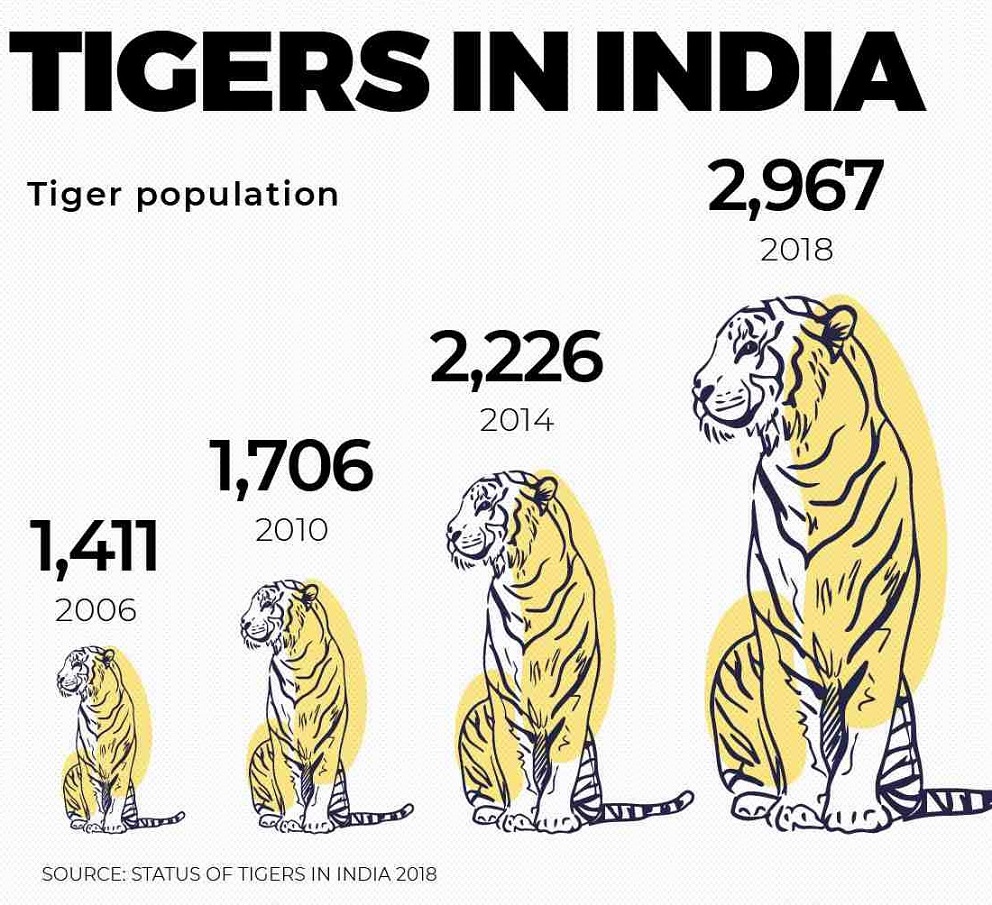 TIGERS IN INDIA
Tiger population
2,967
2018
2,226
2014
1,706
2010
1,411
2006
SOURCE: STATUS OF TIGERS IN INDIA 2018